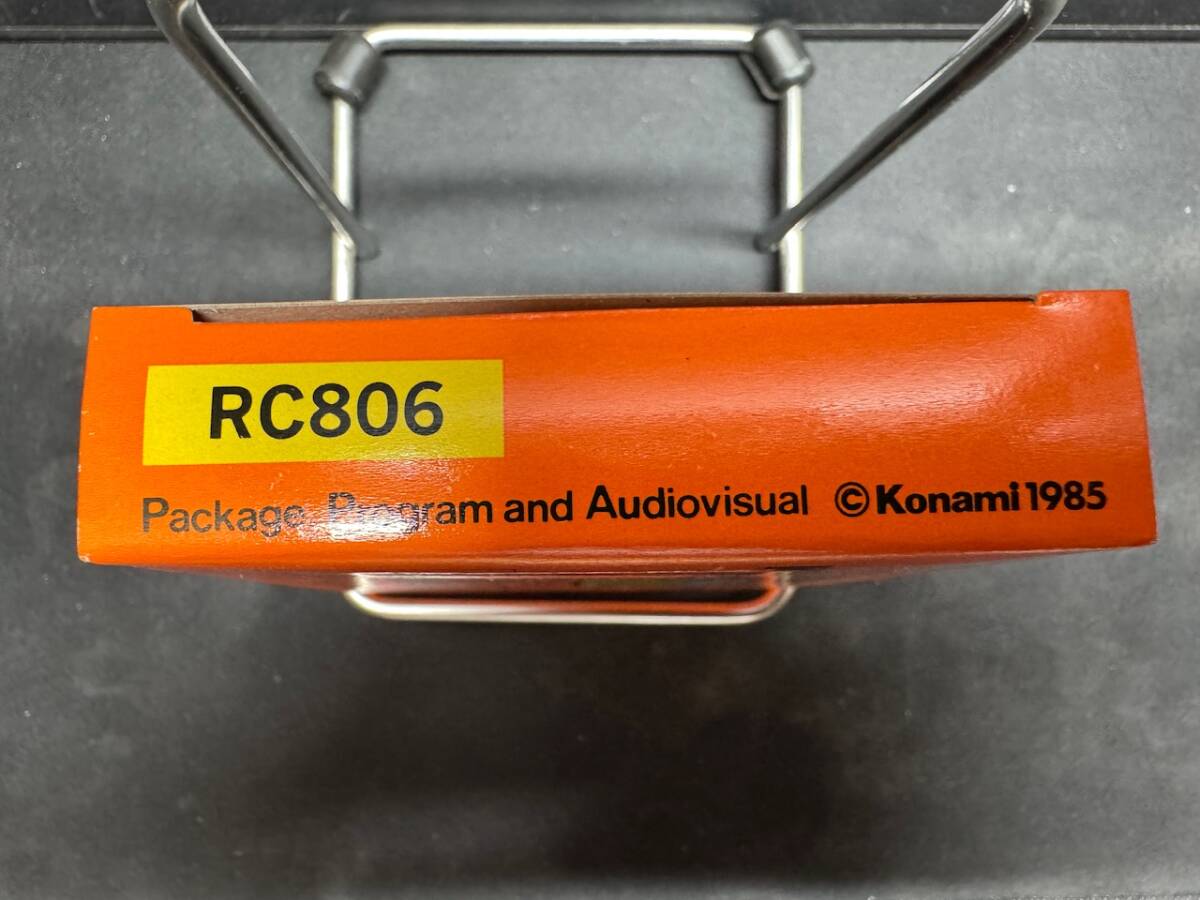 RC806
Package, Program and Audiovisual © Konami 1985